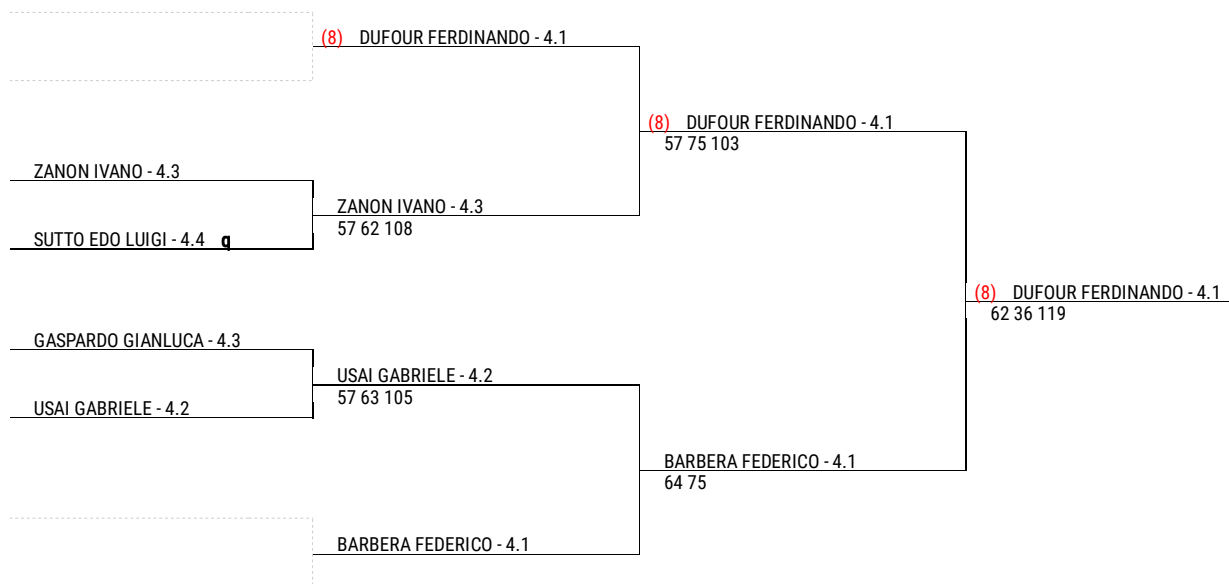 (8) DUFOUR FERDINANDO - 4.1
(8) DUFOUR FERDINANDO - 4.1
57 75 103
ZANON IVANO - 4.3
ZANON IVANO - 4.3
57 62 108
SUTTO EDO LUIGI - 4.4 q
(8) DUFOUR FERDINANDO - 4.1
62 36 119
GASPARDO GIANLUCA - 4.3
USAI GABRIELE - 4.2
57 63 105
USAI GABRIELE - 4.2
BARBERA FEDERICO - 4.1
64 75
BARBERA FEDERICO - 4.1